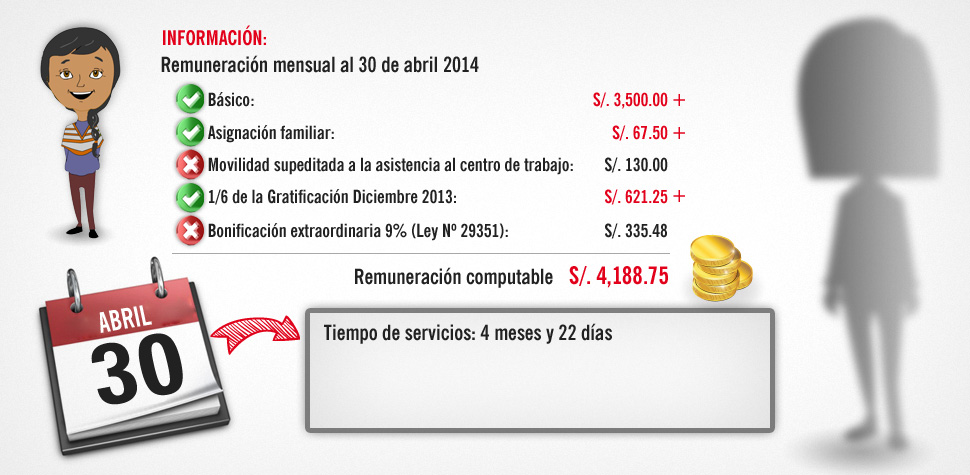 INFORMACIÓN:
Remuneración mensual al 30 de abril 2014
Básico: S/. 3,500.00 +
Asignación familiar: S/. 67.50 +
Movilidad supeditada a la asistencia al centro de trabajo: S/. 130.00
1/6 de la Gratificación Diciembre 2013: S/. 621.25 +
Bonificación extraordinaria 9% (Ley Nº 29351): S/. 335.48
Remuneración computable S/. 4,188.75
ABRIL
30
Tiempo de servicios: 4 meses y 22 días